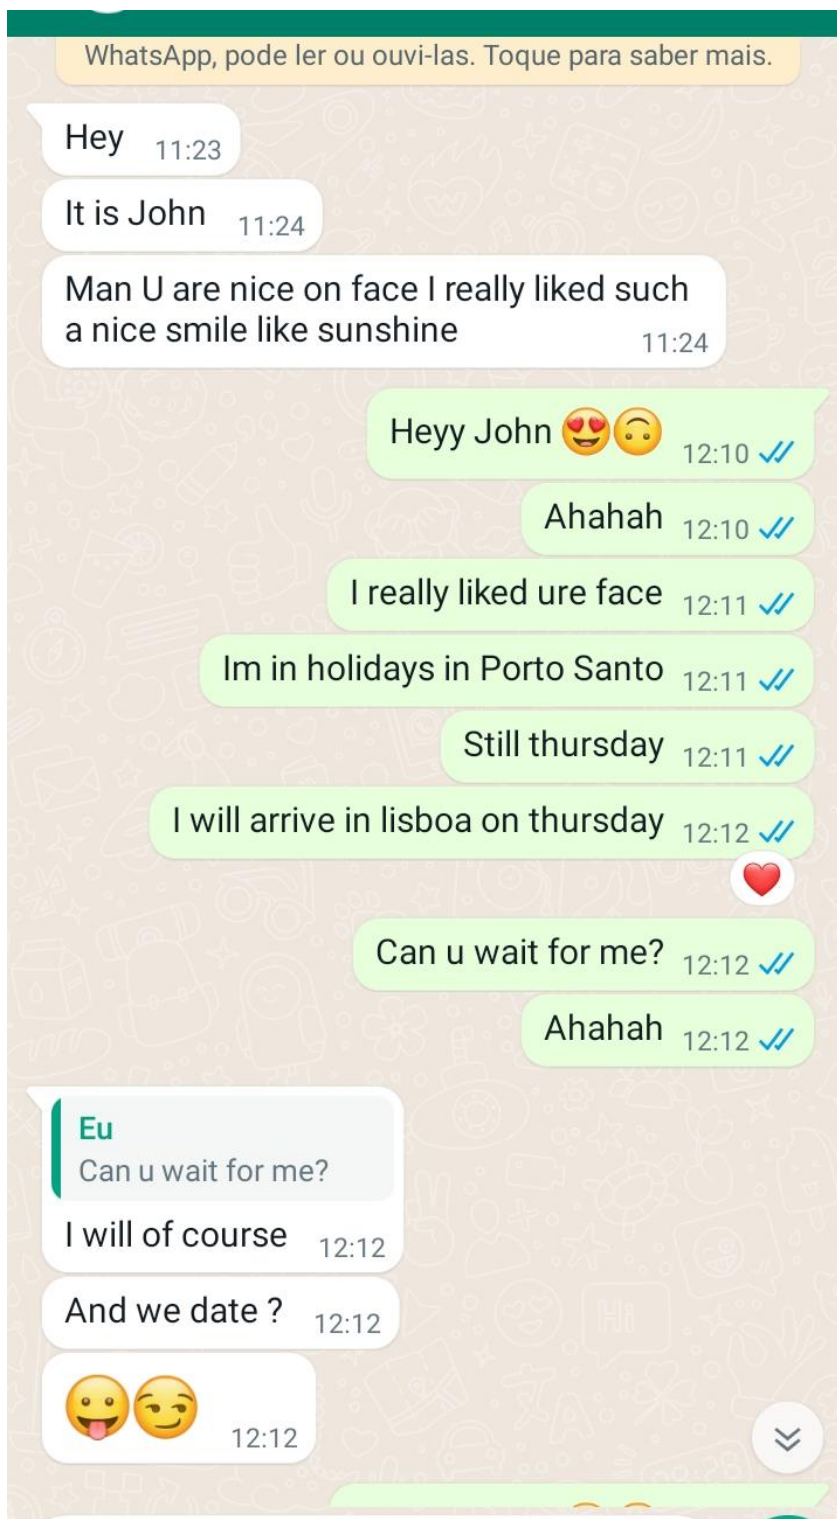 WhatsApp, pode ler ou ouvi-las. Toque para saber mais.
Hey 11:23
It is John 11:24
Man U are nice on face I really liked such
a nice smile like sunshine 11:24
Heyy John 😍🙃 12:10
Ahahah 12:10
I really liked ure face 12:11
Im in holidays in Porto Santo 12:11
Still thursday 12:11
I will arrive in lisboa on thursday 12:12
❤️
Can u wait for me? 12:12
Ahahah 12:12
Eu
Can u wait for me?
I will of course 12:12
And we date ? 12:12
😛😏 12:12